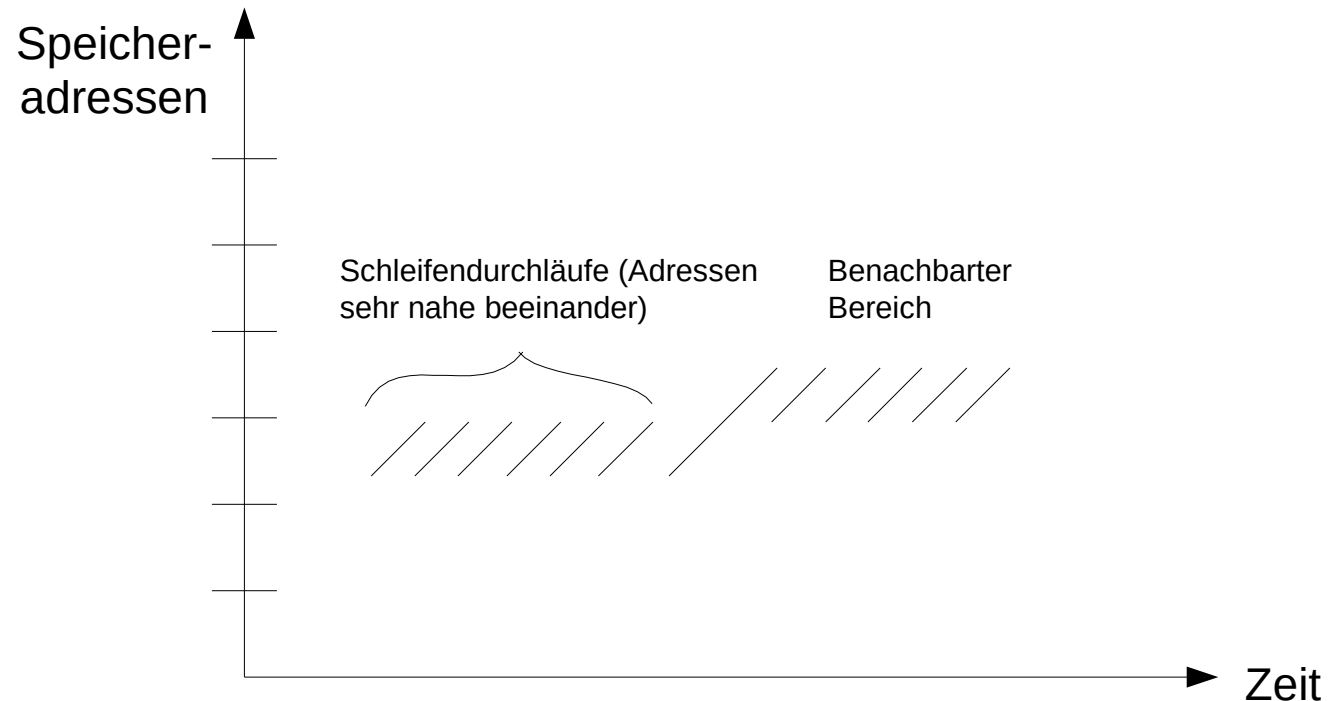 Speicher-
adressen
Schleifendurchläufe (Adressen
sehr nahe beeinander)
Benachbarter
Bereich
Zeit